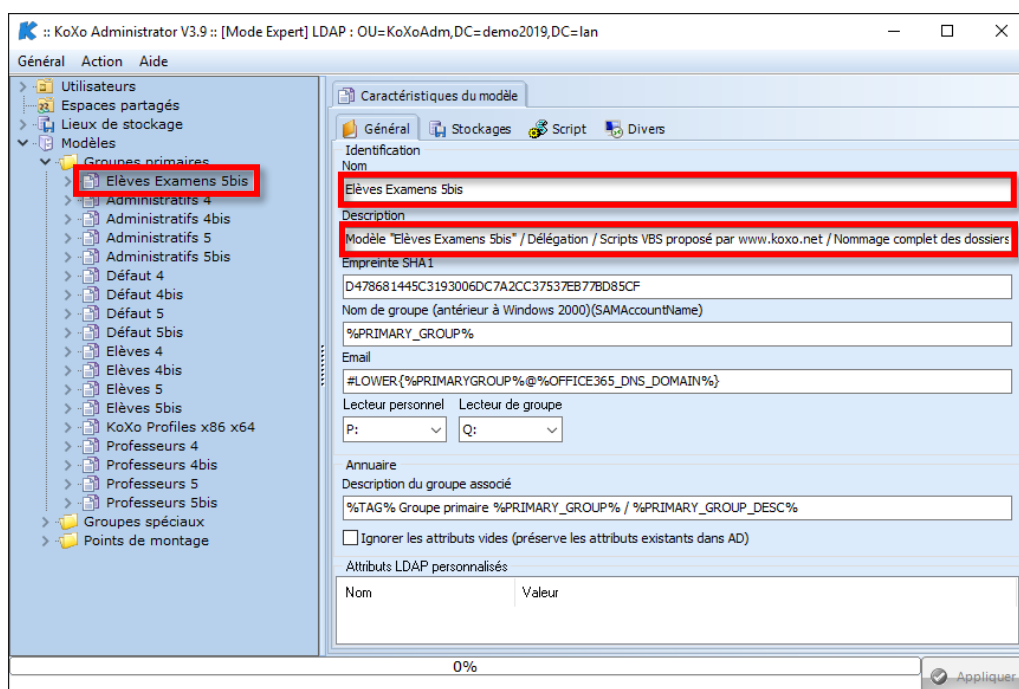 :: KoXo Administrator V3.9 :: [Mode Expert] LDAP : OU=KoXoAdm,DC=demo2019,DC=lan
Général Action Aide
Utilisateurs
Espaces partagés
Lieux de stockage
Modèles
Groupes primaires
Elèves Examens 5bis
Administratifs 4
Administratifs 4bis
Administratifs 5
Administratifs 5bis
Défaut 4
Défaut 4bis
Défaut 5
Défaut 5bis
Elèves 4
Elèves 4bis
Elèves 5
Elèves 5bis
KoXo Profiles x86 x64
Professeurs 4
Professeurs 4bis
Professeurs 5
Professeurs 5bis
Groupes spéciaux
Points de montage
Caractéristiques du modèle
Général Stockages Script Divers
Identification
Nom
Elèves Examens 5bis
Description
Modèle "Elèves Examens 5bis" / Délégation / Scripts VBS proposé par www.koxo.net / Nommage complet des dossiers
Empreinte SHA1
D478681445C3193006DC7A2CC37537EB77BD85CF
Nom de groupe (antérieur à Windows 2000)(SAMAccountName)
%PRIMARY_GROUP%
Email
#LOWER{%PRIMARYGROUP%@%OFFICE365_DNS_DOMAIN%}
Lecteur personnel Lecteur de groupe
P: Q:
Annuaire
Description du groupe associé
%TAG% Groupe primaire %PRIMARY_GROUP% / %PRIMARY_GROUP_DESC%
Ignorer les attributs vides (préserve les attributs existants dans AD)
Attributs LDAP personnalisés
Nom Valeur
0%
Appliquer